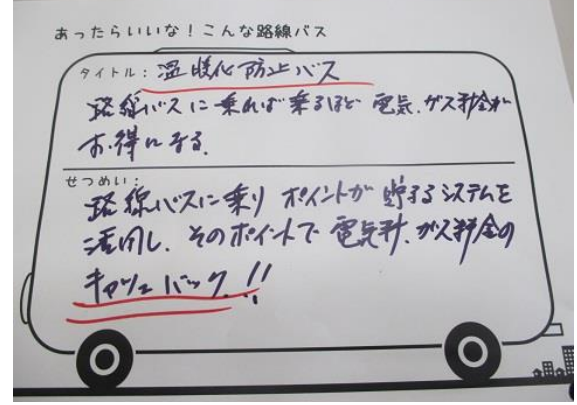 あったらいいな！こんな路線バス
タイトル：温暖化防止バス
路線バスに乗れば乗るほど 電気、ガス料金が
お得になる。
せつめい：
路線バスに乗り ポイントが貯まるシステムを
活用し、そのポイントで電気料、ガス料金の
キャッシュバック!!